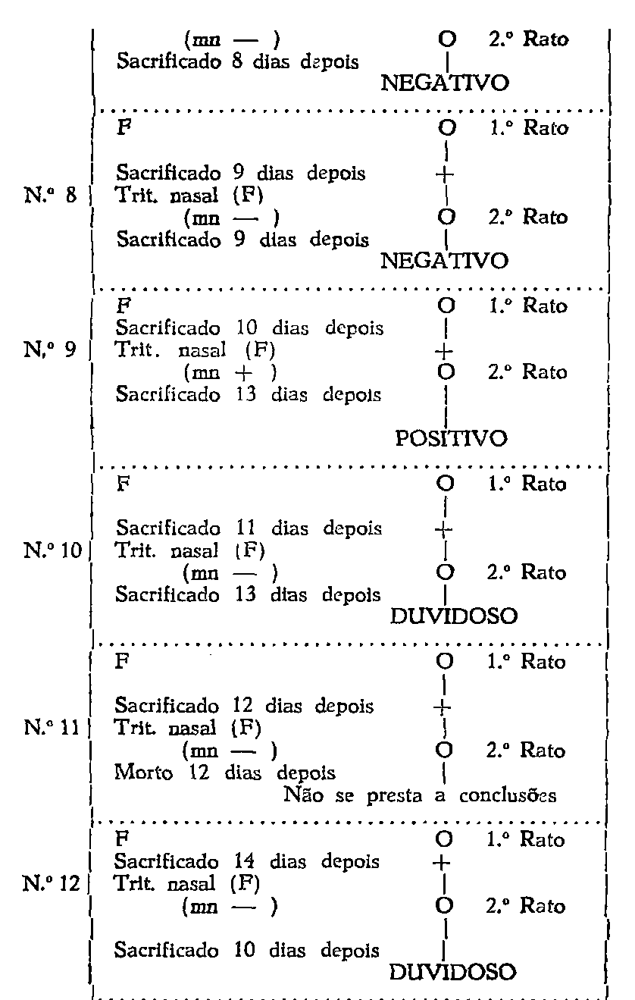 (mn — ) O 2.º Rato
Sacrificado 8 dias depois
NEGATIVO
F O 1.º Rato
Sacrificado 9 dias depois +
N.º 8 Trit. nasal (F)
(mn — ) O 2.º Rato
Sacrificado 9 dias depois
NEGATIVO
F O 1.º Rato
Sacrificado 10 dias depois
N.º 9 Trit. nasal (F) +
(mn + ) O 2.º Rato
Sacrificado 13 dias depois
POSITIVO
F O 1.º Rato
Sacrificado 11 dias depois +
N.º 10 Trit. nasal (F)
(mn — ) O 2.º Rato
Sacrificado 13 dias depois
DUVIDOSO
F O 1.º Rato
Sacrificado 12 dias depois +
N.º 11 Trit. nasal (F)
(mn — ) O 2.º Rato
Morto 12 dias depois
Não se presta a conclusões
F O 1.º Rato
Sacrificado 14 dias depois +
N.º 12 Trit. nasal (F)
(mn — ) O 2.º Rato
Sacrificado 10 dias depois
DUVIDOSO